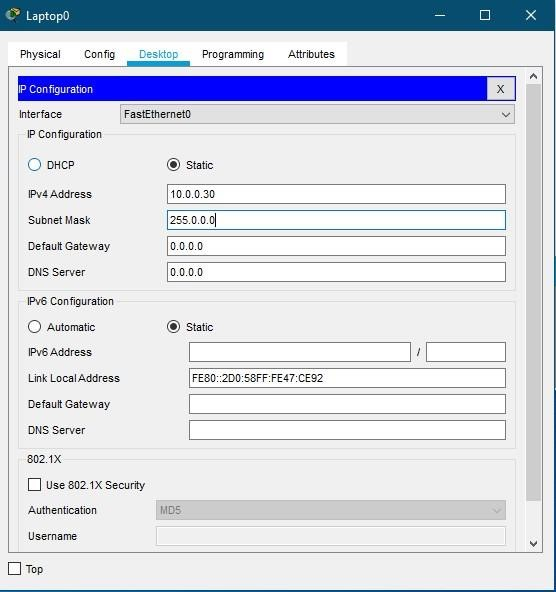 Laptop0
Physical Config Desktop Programming Attributes
IP Configuration X
Interface FastEthernet0
IP Configuration
DHCP Static
IPv4 Address 10.0.0.30
Subnet Mask 255.0.0.0
Default Gateway 0.0.0.0
DNS Server 0.0.0.0
IPv6 Configuration
Automatic Static
IPv6 Address /
Link Local Address FE80::2D0:58FF:FE47:CE92
Default Gateway
DNS Server
802.1X
Use 802.1X Security
Authentication MD5
Username
Top